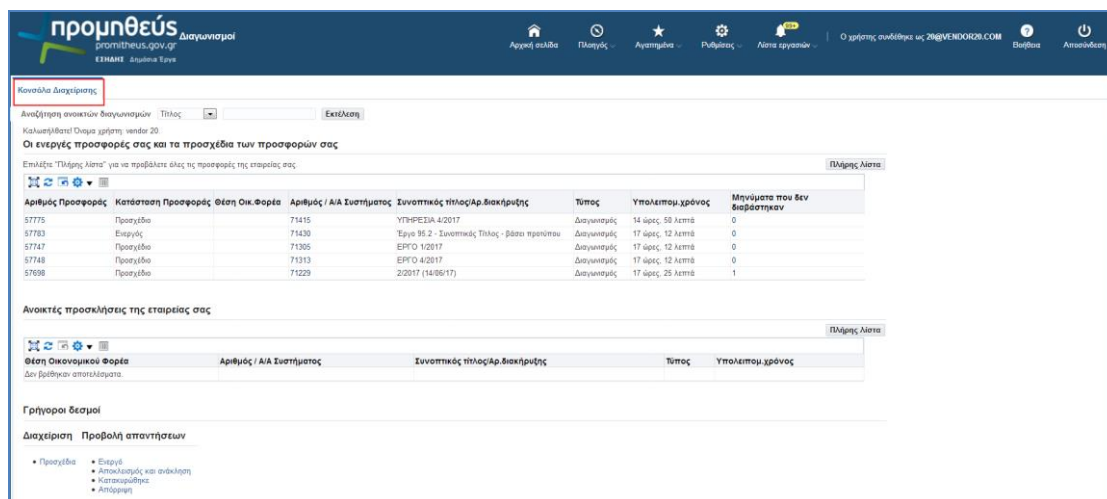 προμηθεύς Διαγωνισμοί
promitheus.gov.gr
ΕΣΗΔΗΣ Δημόσια Έργα
Αρχική σελίδα Πλοηγός Αγαπημένα Ρυθμίσεις Λίστα εργασιών Ο χρήστης συνδέθηκε ως 20@VENDOR20.COM Βοήθεια Αποσύνδεση
Κονσόλα Διαχείρισης
Αναζήτηση ανοικτών διαγωνισμών Τίτλος Εκτέλεση
Καλωσήλθατε! Όνομα χρήστη: vendor 20.
Οι ενεργές προσφορές σας και τα προσχέδια των προσφορών σας
Επιλέξτε "Πλήρης λίστα" για να προβάλετε όλες τις προσφορές της εταιρείας σας. Πλήρης λίστα
Αριθμός Προσφοράς Κατάσταση Προσφοράς Θέση Οικ.Φορέα Αριθμός / Α/Α Συστήματος Συνοπτικός τίτλος/Αρ.διακήρυξης Τύπος Υπολειπομ.χρόνος Μηνύματα που δεν διαβάστηκαν
57775 Προσχέδιο 71415 ΥΠΗΡΕΣΙΑ 4/2017 Διαγωνισμός 14 ώρες, 50 λεπτά 0
57783 Ενεργός 71430 Έργο 95.2 - Συνοπτικός Τίτλος - βάσει προτύπου Διαγωνισμός 17 ώρες, 12 λεπτά 0
57747 Προσχέδιο 71305 ΕΡΓΟ 1/2017 Διαγωνισμός 17 ώρες, 12 λεπτά 0
57748 Προσχέδιο 71313 ΕΡΓΟ 4/2017 Διαγωνισμός 17 ώρες, 12 λεπτά 0
57698 Προσχέδιο 71229 2/2017 (14/06/17) Διαγωνισμός 17 ώρες, 25 λεπτά 1
Ανοικτές προσκλήσεις της εταιρείας σας
Πλήρης λίστα
Θέση Οικονομικού Φορέα Αριθμός / Α/Α Συστήματος Συνοπτικός τίτλος/Αρ.διακήρυξης Τύπος Υπολειπομ.χρόνος
Δεν βρέθηκαν αποτελέσματα.
Γρήγοροι δεσμοί
Διαχείριση Προβολή απαντήσεων
• Προσχέδια • Ενεργό
• Αποκλεισμός και ανάκληση
• Κατακυρώθηκε
• Απόρριψη